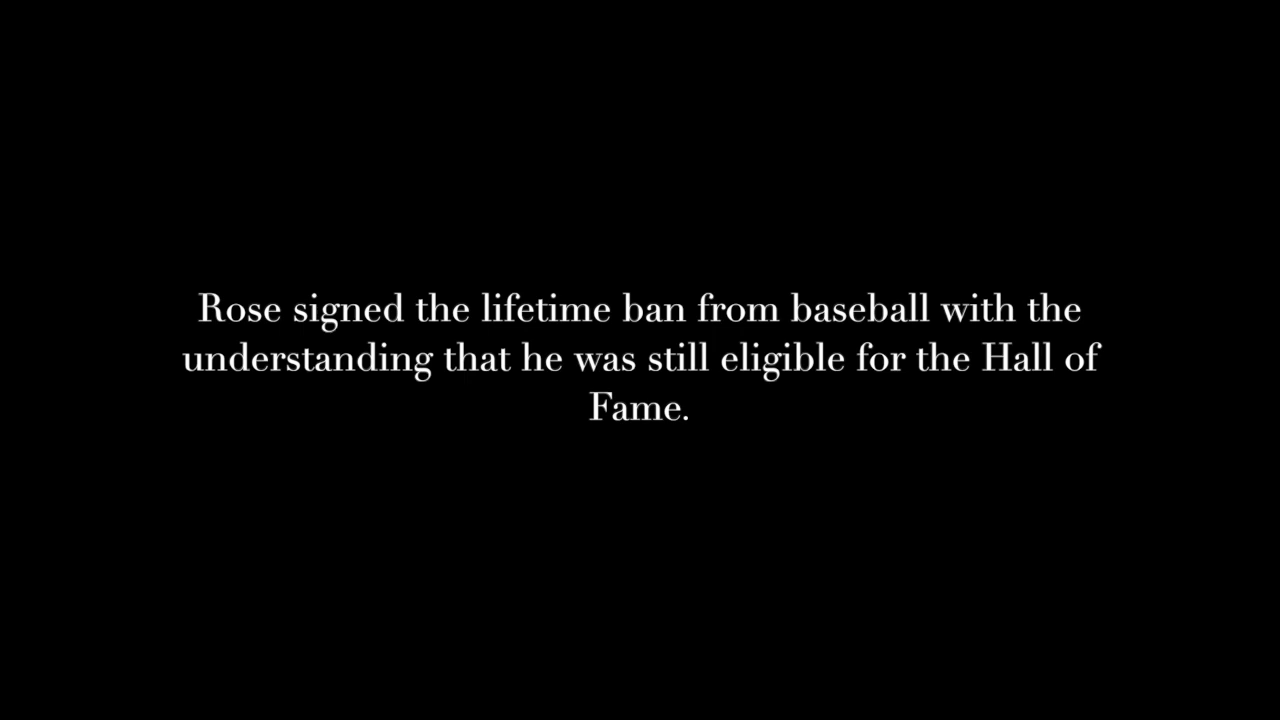 Rose signed the lifetime ban from baseball with the
understanding that he was still eligible for the Hall of
Fame.